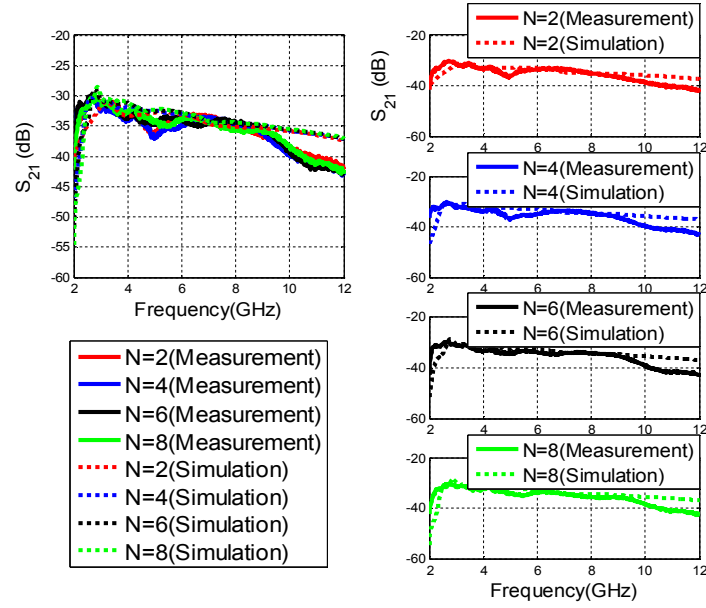 -20
-25
-30
-35
-40
-45
-50
-55
-60
S21 (dB)
2 4 6 8 10 12
Frequency(GHz)
N=2(Measurement)
N=4(Measurement)
N=6(Measurement)
N=8(Measurement)
N=2(Simulation)
N=4(Simulation)
N=6(Simulation)
N=8(Simulation)
-20
-40
-60
S21 (dB)
N=2(Measurement)
N=2(Simulation)
2 4 6 8 10 12
-20
-40
-60
N=4(Measurement)
N=4(Simulation)
2 4 6 8 10 12
-20
-40
-60
N=6(Measurement)
N=6(Simulation)
2 4 6 8 10 12
-20
-40
-60
N=8(Measurement)
N=8(Simulation)
2 4 6 8 10 12
Frequency(GHz)